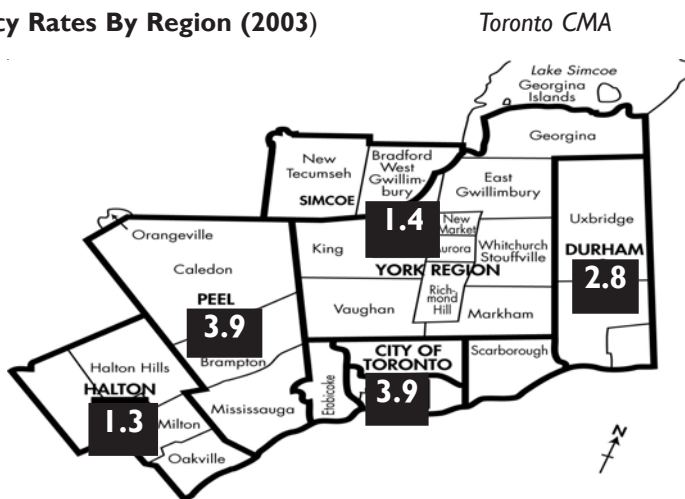 cy Rates By Region (2003)
Toronto CMA
Lake Simcoe
Georgina
Islands
Georgina
New
Tecumseh
SIMCOE
Bradford
West
Gwillim-
bury
East
Gwillimbury
1.4
New
Market
urora
Whitchurch
Stouffville
Uxbridge
DURHAM
2.8
Orangeville
Caledon
King
YORK REGION
PEEL
3.9
Brampton
Vaughan
Rich-
mond
Hill
Markham
CITY OF
TORONTO
3.9
Scarborough
Etobicoke
Halton Hills
HALTON
1.3
Milton
Mississauga
Oakville
N